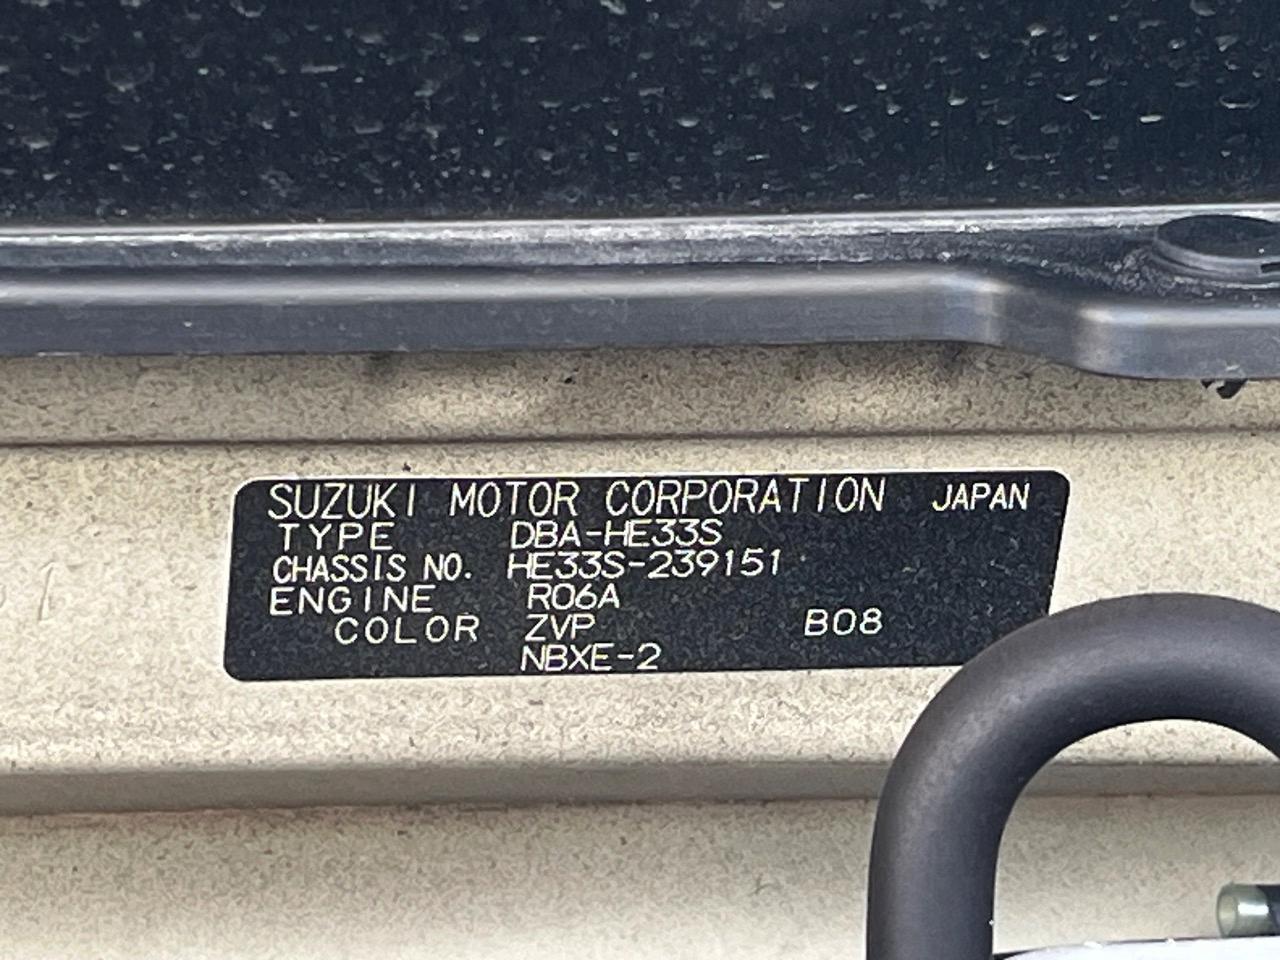 SUZUKI MOTOR CORPORATION JAPAN
TYPE DBA-HE33S
CHASSIS NO. HE33S-239151
ENGINE R06A
COLOR ZVP B08
NBXE-2